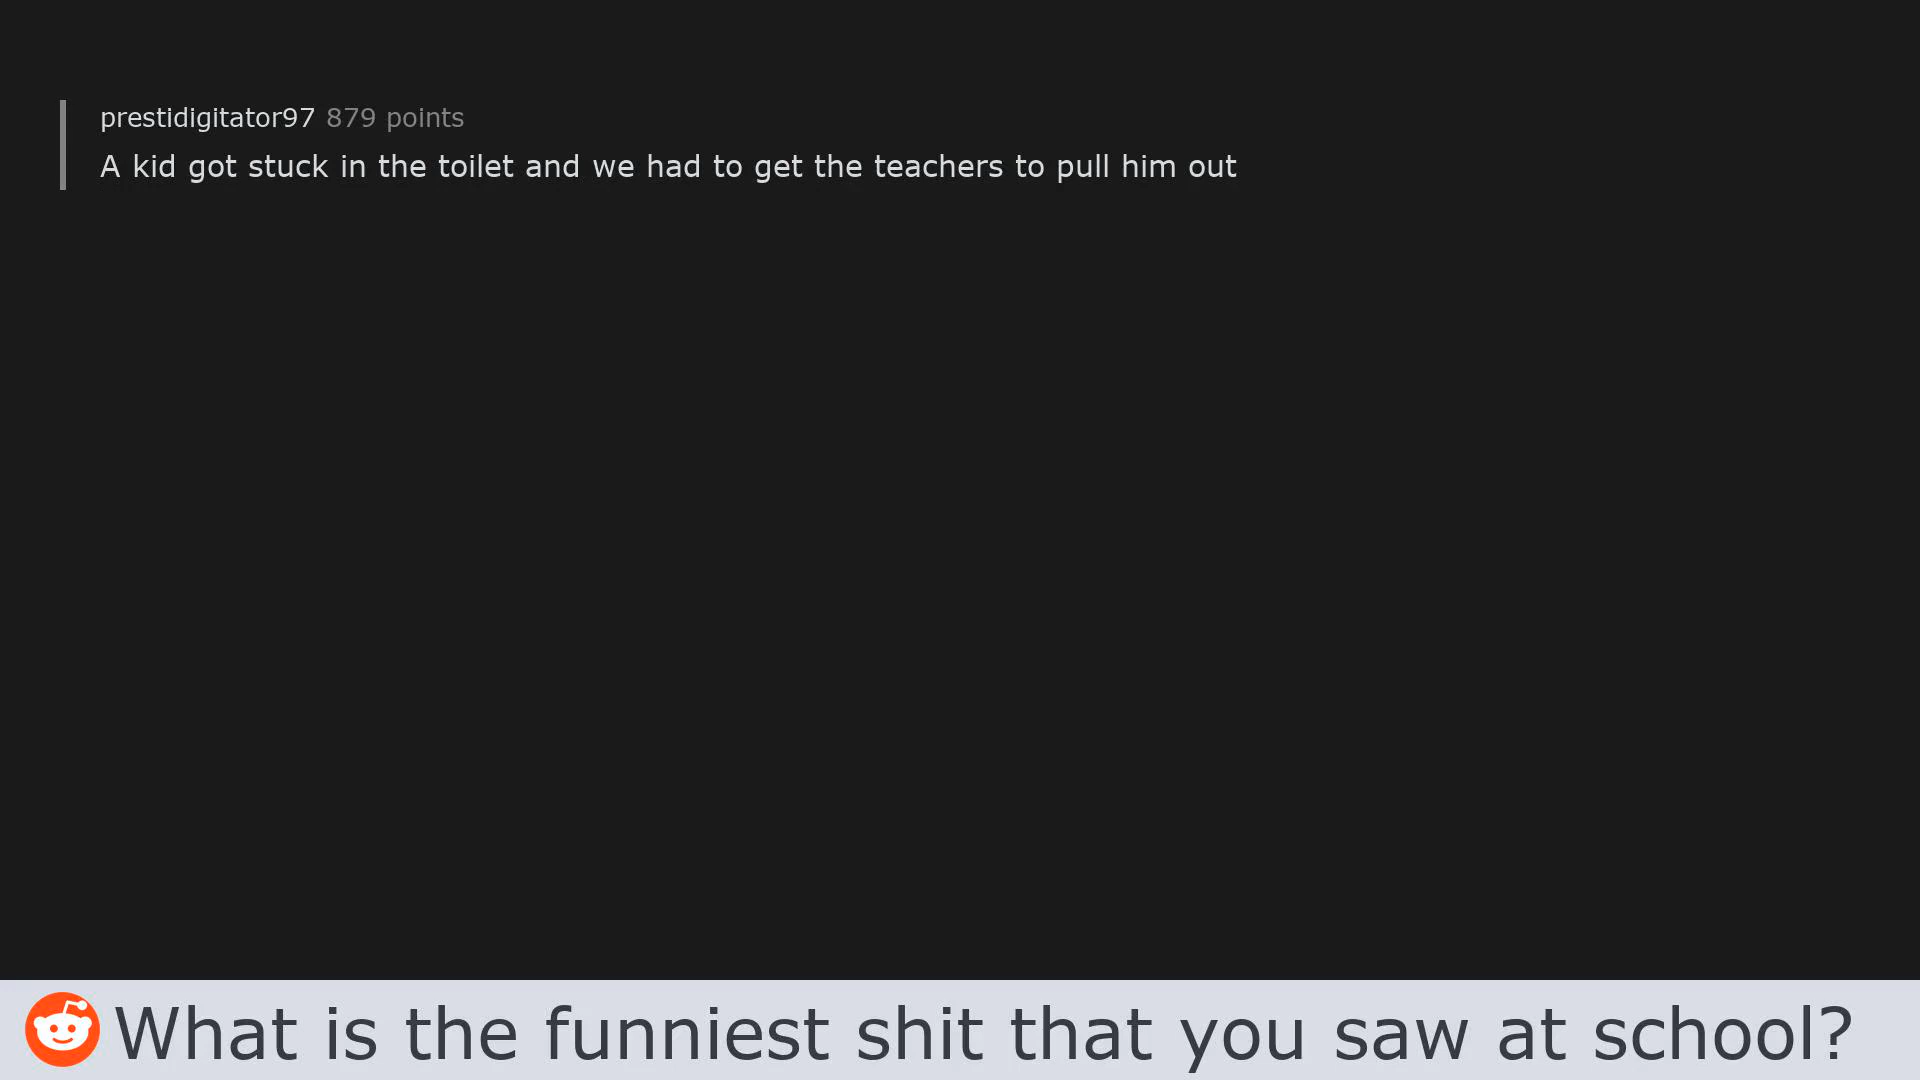 prestidigitator97 879 points
A kid got stuck in the toilet and we had to get the teachers to pull him out
What is the funniest shit that you saw at school?